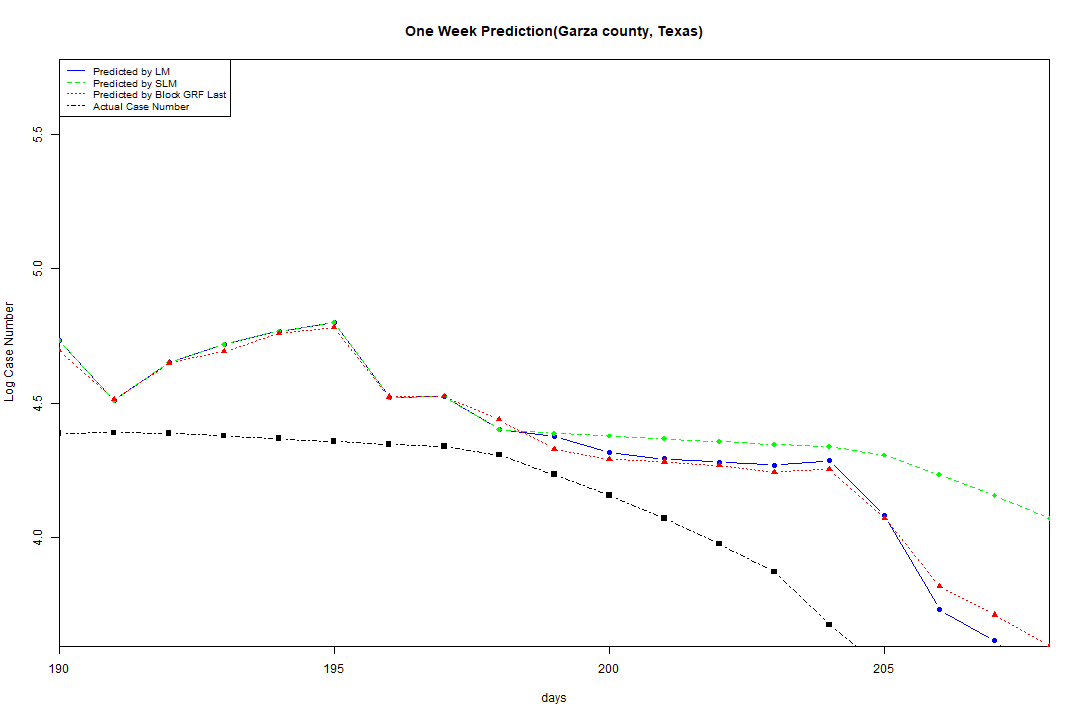 One Week Prediction(Garza county, Texas)
Predicted by LM
Predicted by SLM
Predicted by Block GRF Last
Actual Case Number
5.5
5.0
4.5
4.0
Log Case Number
190
195
200
205
days